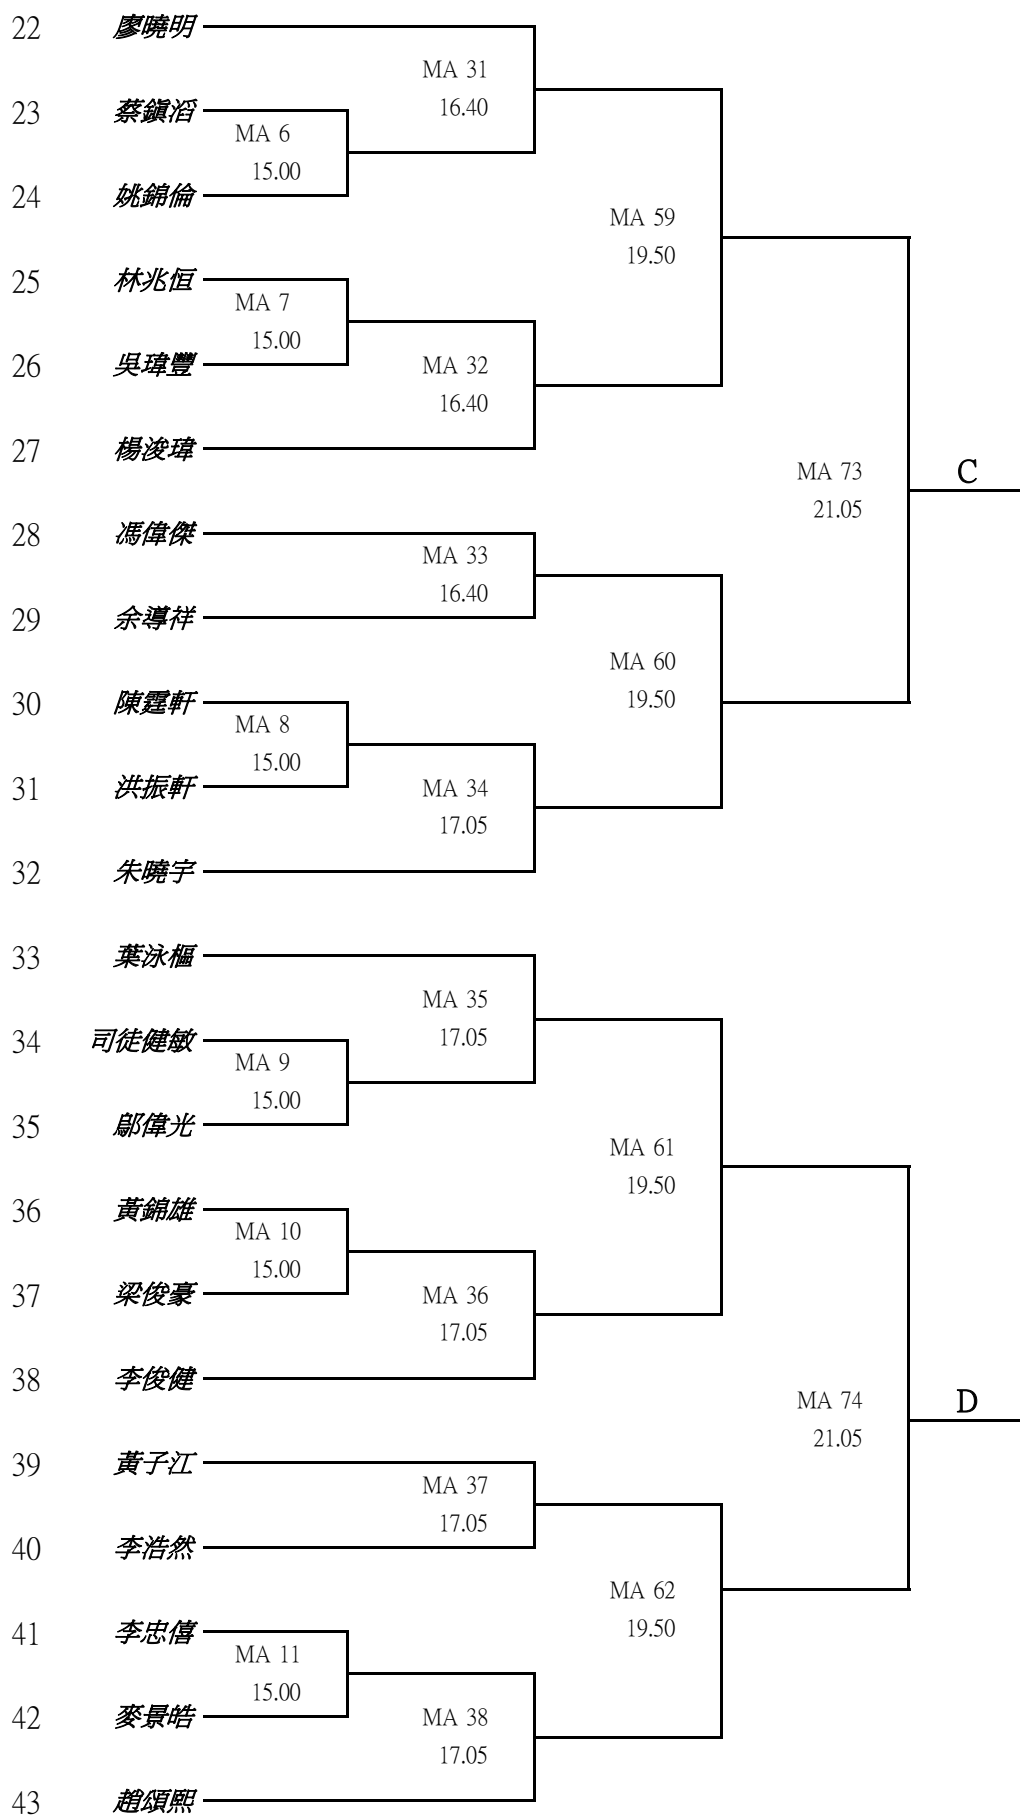 22 廖曉明
MA 31
16.40
23 蔡鎭滔
MA 6
15.00
24 姚錦倫
MA 59
19.50
25 林兆恒
MA 7
15.00
26 吳瑋豐
MA 32
16.40
27 楊浚瑋
MA 73
21.05
C
28 馮偉傑
MA 33
16.40
29 余導祥
MA 60
19.50
30 陳霆軒
MA 8
15.00
31 洪振軒
MA 34
17.05
32 朱曉宇
33 葉泳樞
MA 35
17.05
34 司徒健敏
MA 9
15.00
35 鄔偉光
MA 61
19.50
36 黃錦雄
MA 10
15.00
37 梁俊豪
MA 36
17.05
38 李俊健
MA 74
21.05
D
39 黃子江
MA 37
17.05
40 李浩然
MA 62
19.50
41 李忠僖
MA 11
15.00
42 麥景皓
MA 38
17.05
43 趙頌熙